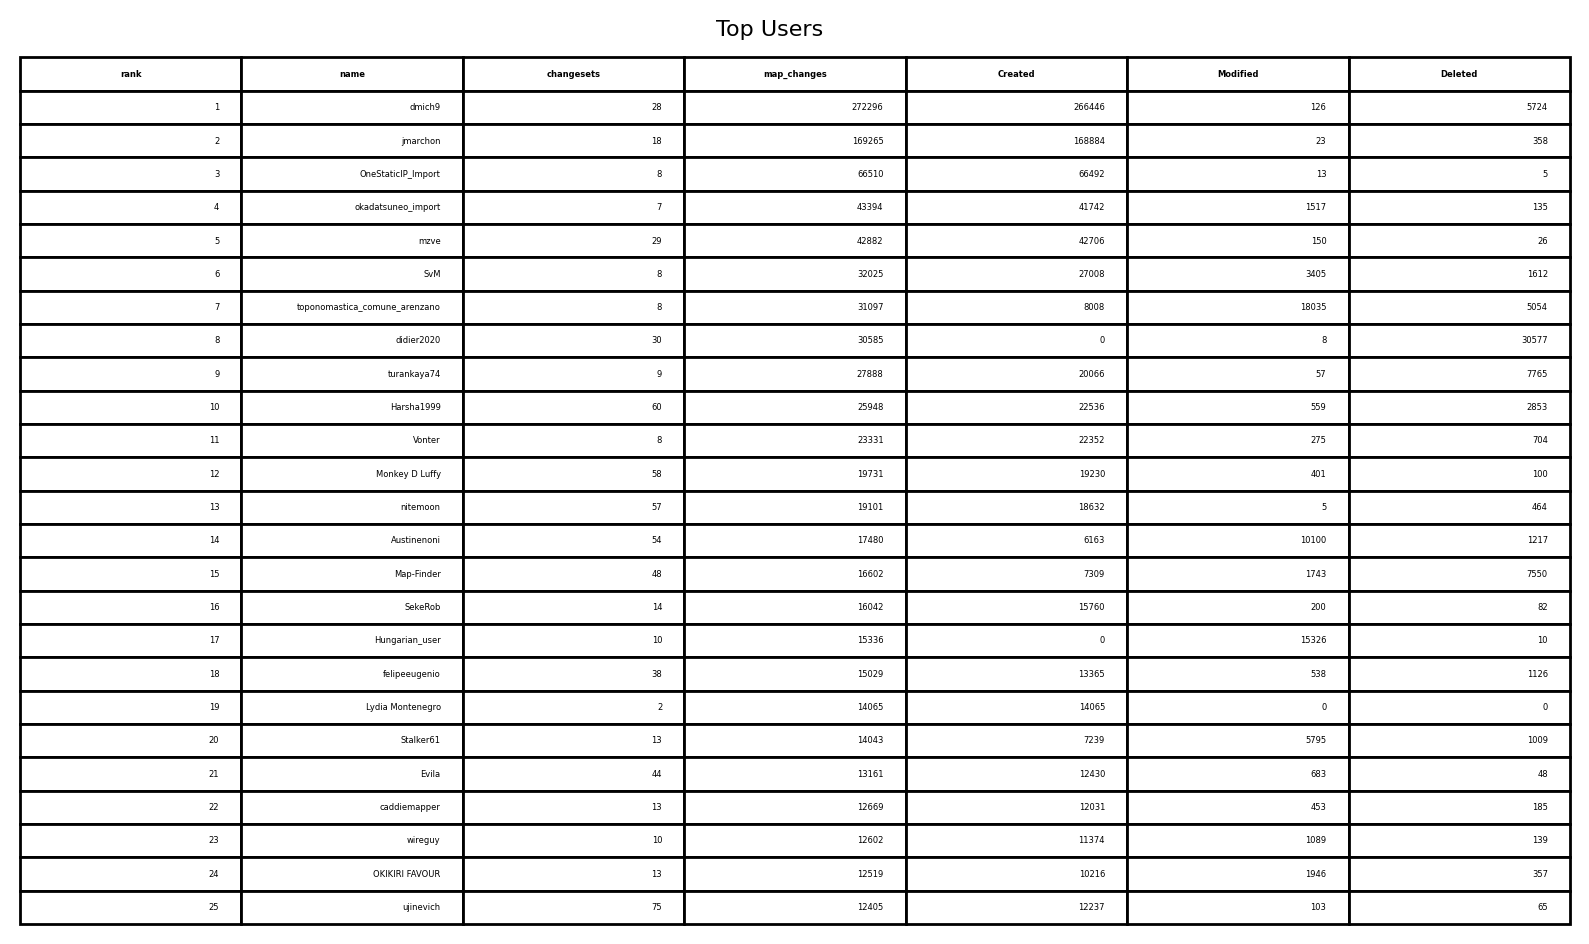 Top Users
rank name changesets map_changes Created Modified Deleted
1 dmich9 28 272296 266446 126 5724
2 jmarchon 18 169265 168884 23 358
3 OneStaticIP_Import 8 66510 66492 13 5
4 okadatsuneo_import 7 43394 41742 1517 135
5 mzve 29 42882 42706 150 26
6 SvM 8 32025 27008 3405 1612
7 toponomastica_comune_arenzano 8 31097 8008 18035 5054
8 didier2020 30 30585 0 8 30577
9 turankaya74 9 27888 20066 57 7765
10 Harsha1999 60 25948 22536 559 2853
11 Vonter 8 23331 22352 275 704
12 Monkey D Luffy 58 19731 19230 401 100
13 nitemoon 57 19101 18632 5 464
14 Austinenoni 54 17480 6163 10100 1217
15 Map-Finder 48 16602 7309 1743 7550
16 SekeRob 14 16042 15760 200 82
17 Hungarian_user 10 15336 0 15326 10
18 felipeeugenio 38 15029 13365 538 1126
19 Lydia Montenegro 2 14065 14065 0 0
20 Stalker61 13 14043 7239 5795 1009
21 Evila 44 13161 12430 683 48
22 caddiemapper 13 12669 12031 453 185
23 wireguy 10 12602 11374 1089 139
24 OKIKIRI FAVOUR 13 12519 10216 1946 357
25 ujinevich 75 12405 12237 103 65